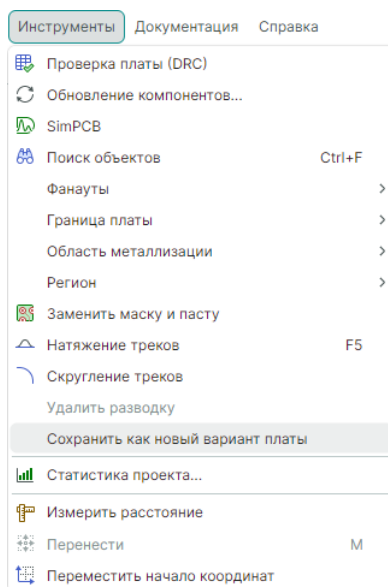 Инструменты Документация Справка
Проверка платы (DRC)
Обновление компонентов...
SimPCB
Поиск объектов Ctrl+F
Фанауты
Граница платы
Область металлизации
Регион
Заменить маску и пасту
Натяжение треков F5
Скругление треков
Удалить разводку
Сохранить как новый вариант платы
Статистика проекта...
Измерить расстояние
Перенести M
Переместить начало координат